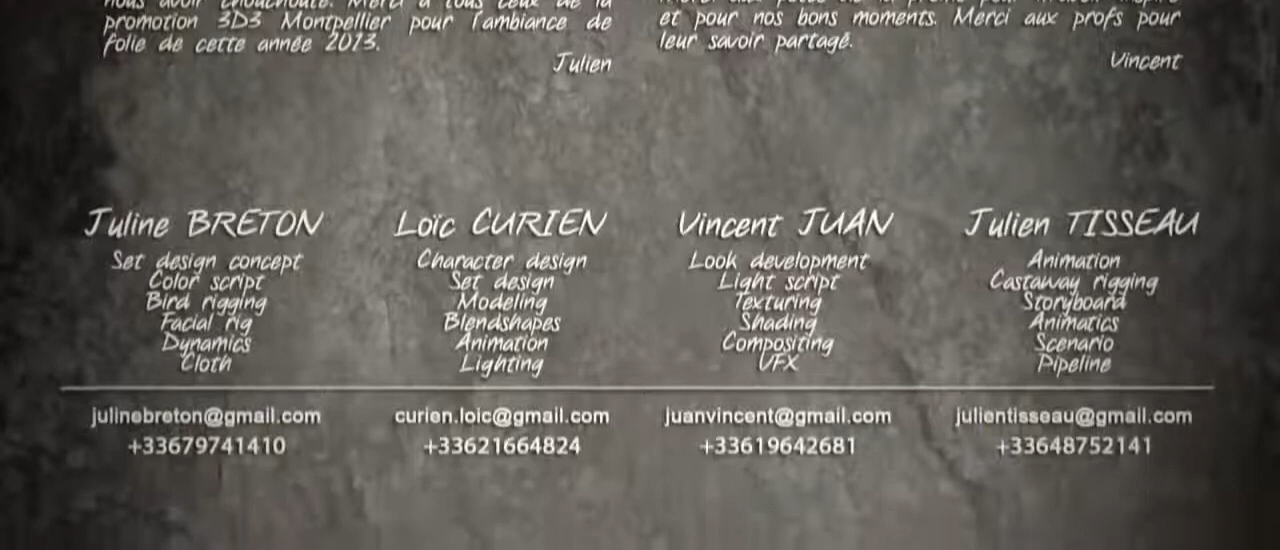 promotion 3D3 Montpellier pour l'ambiance de
folie de cette année 2013.
Julien
et pour nos bons moments. Merci aux profs pour
leur savoir partagé.
Vincent
Juline BRETON
Set design concept
Color script
Bird rigging
Facial rig
Dynamics
Cloth
julinebreton@gmail.com
+33679741410
Loïc CURIEN
Character design
Set design
Modeling
Blendshapes
Animation
Lighting
curien.loic@gmail.com
+33621664824
Vincent JUAN
Look development
Light script
Texturing
Shading
Compositing
VFX
juanvincent@gmail.com
+33619642681
Julien TISSEAU
Animation
Castaway rigging
Storyboard
Animatics
Scenario
Pipeline
julientisseau@gmail.com
+33648752141